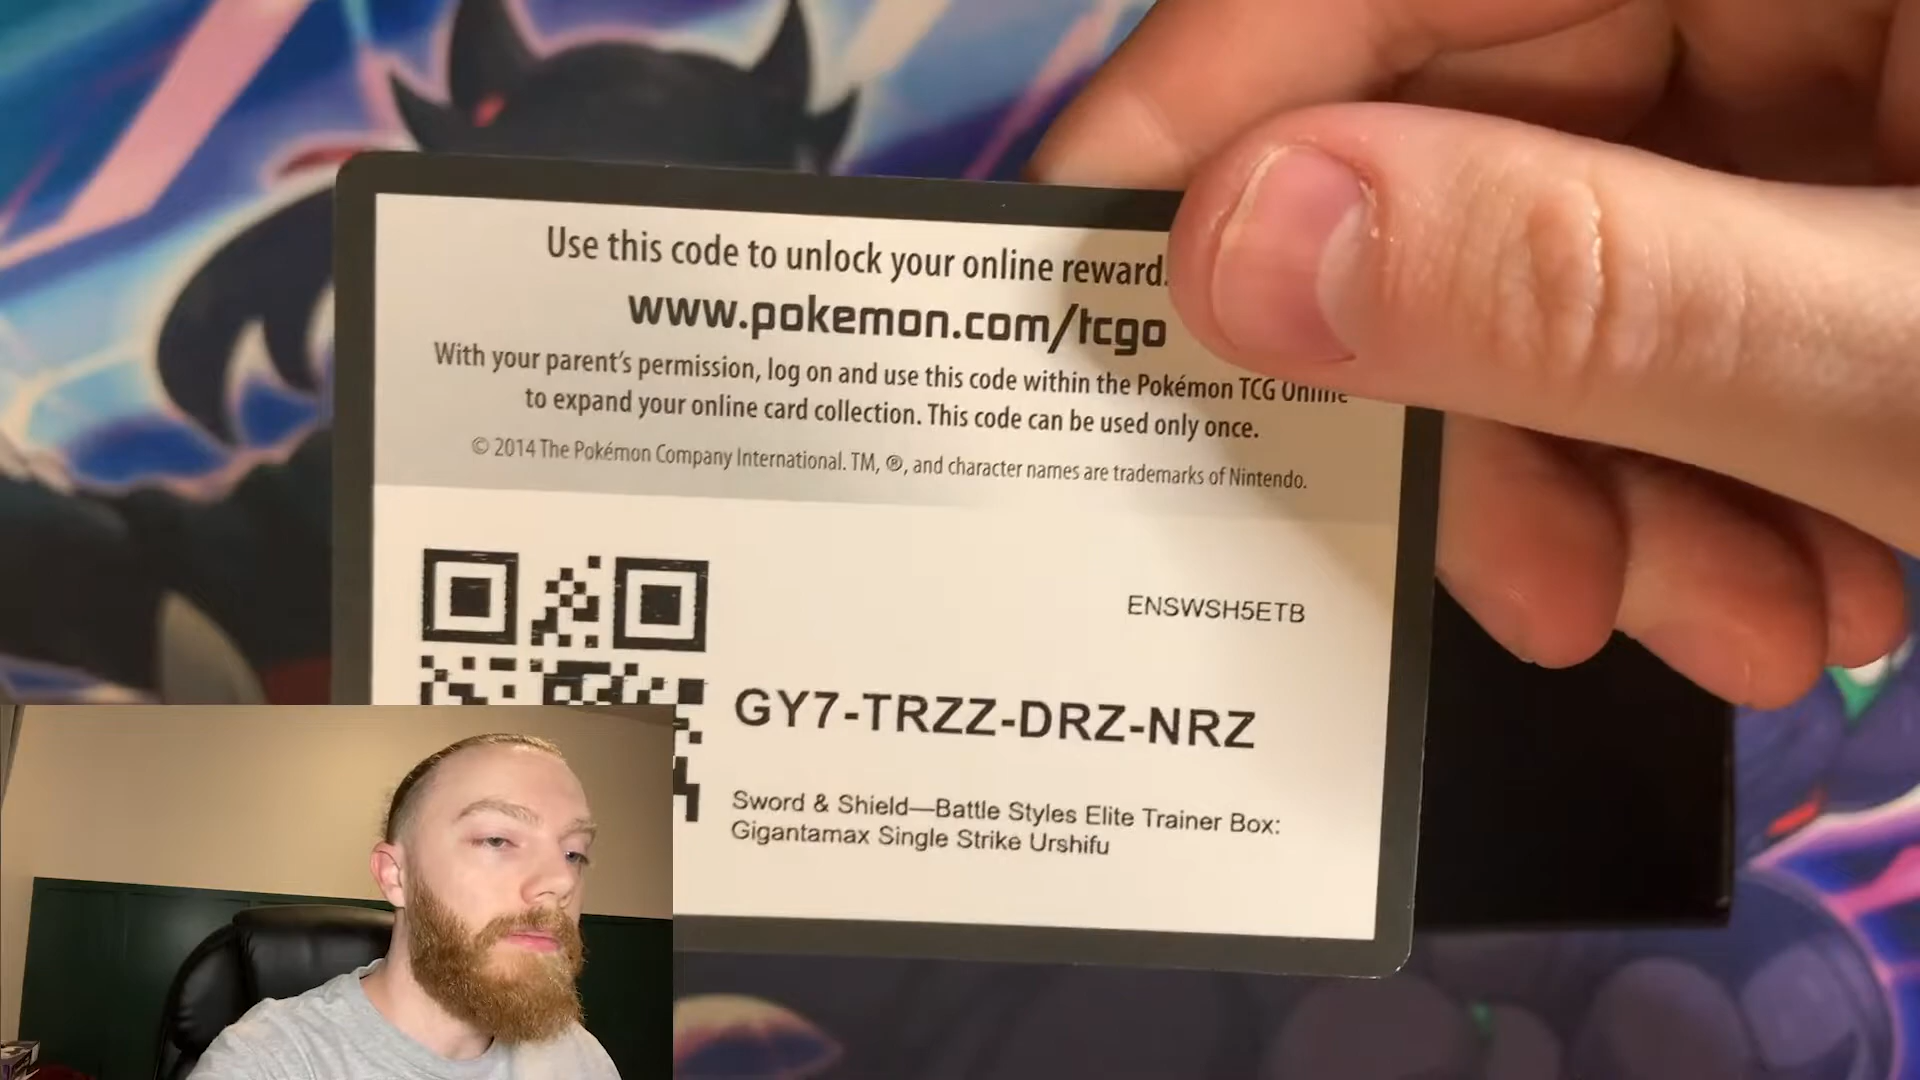 Use this code to unlock your online reward.
www.pokemon.com/tcgo
With your parent's permission, log on and use this code within the Pokémon TCG Online
to expand your online card collection. This code can be used only once.
© 2014 The Pokémon Company International. TM, ®, and character names are trademarks of Nintendo.
ENSWSH5ETB
GY7-TRZZ-DRZ-NRZ
Sword & Shield—Battle Styles Elite Trainer Box:
Gigantamax Single Strike Urshifu